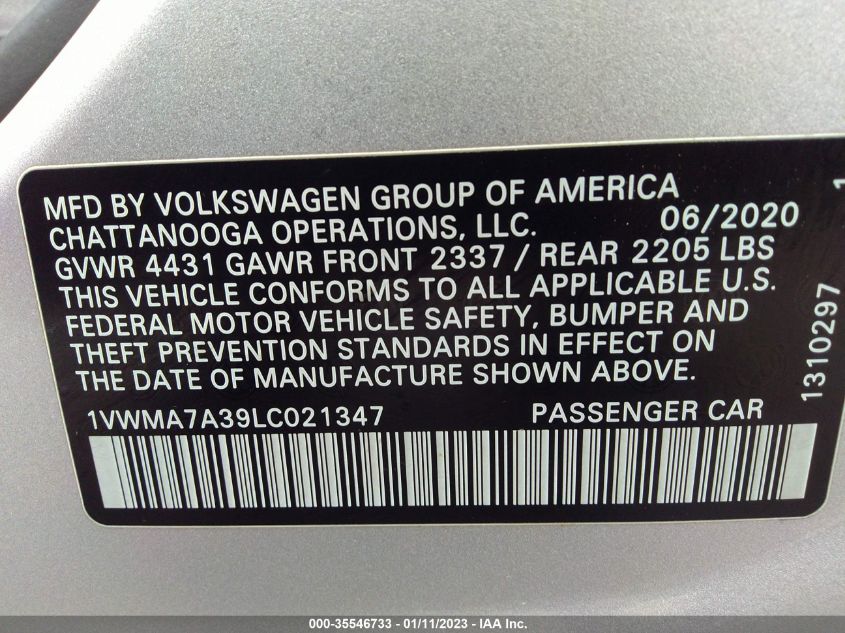 MFD BY VOLKSWAGEN GROUP OF AMERICA
CHATTANOOGA OPERATIONS, LLC. 06/2020
GVWR 4431 GAWR FRONT 2337 / REAR 2205 LBS
THIS VEHICLE CONFORMS TO ALL APPLICABLE U.S.
FEDERAL MOTOR VEHICLE SAFETY, BUMPER AND
THEFT PREVENTION STANDARDS IN EFFECT ON
THE DATE OF MANUFACTURE SHOWN ABOVE.
1VWMA7A39LC021347 PASSENGER CAR
1310297 1
000-35546733 - 01/11/2023 - IAA Inc.